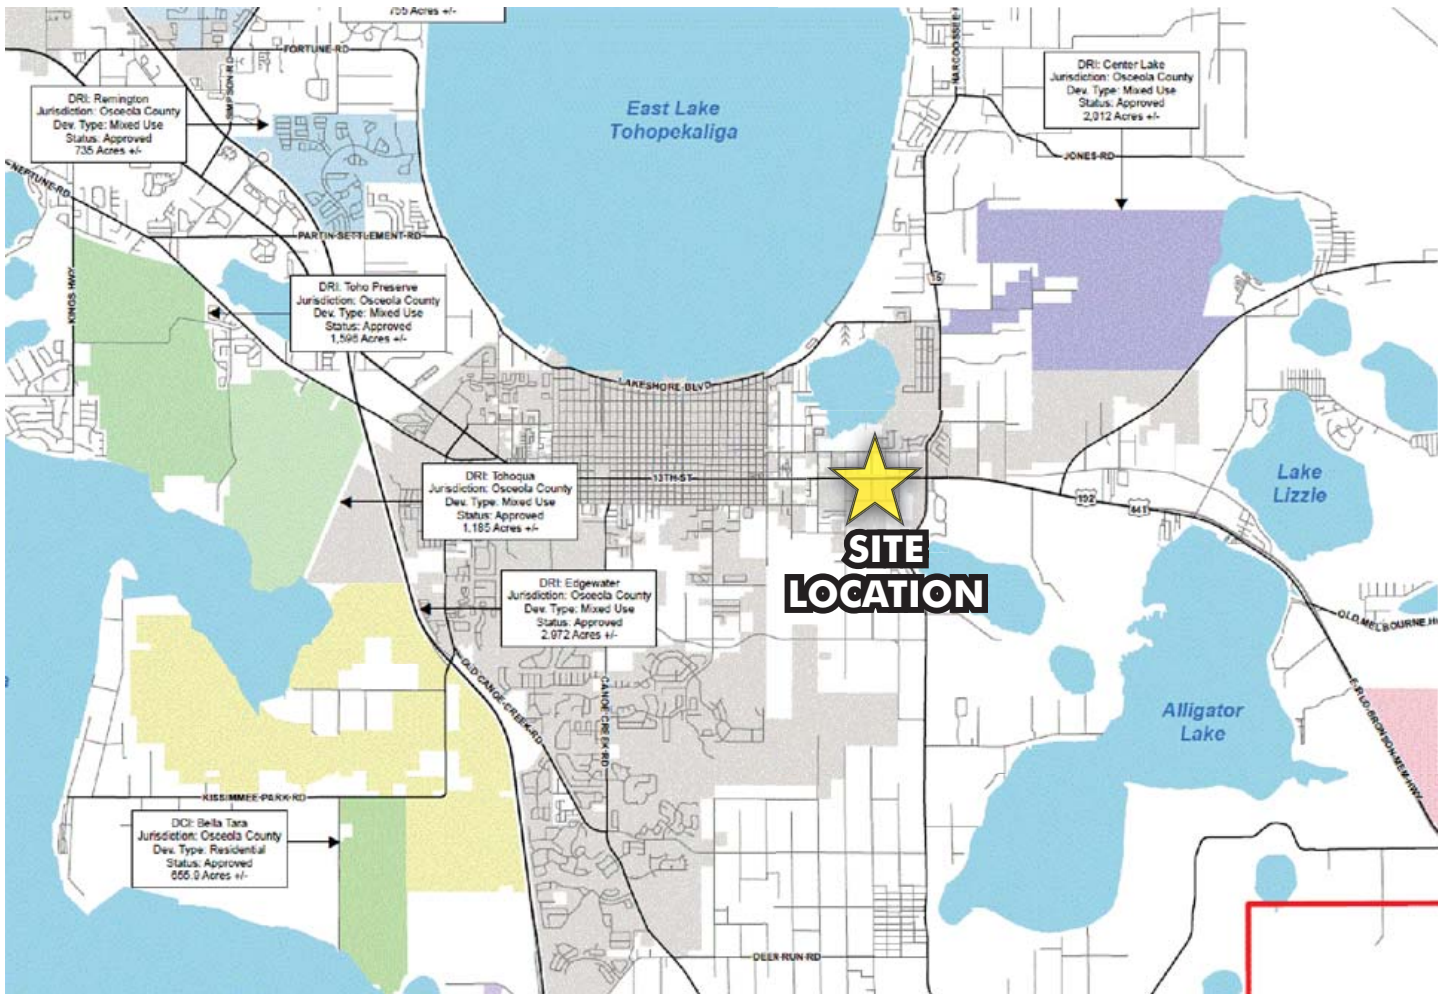 755 Acres +/-
FORTUNE-RD
SIMPSON-RD
NARCOOSSEE-R
DRI: Remington
Jurisdiction: Osceola County
Dev. Type: Mixed Use
Status: Approved
735 Acres +/-
East Lake
Tohopekaliga
DRI: Center Lake
Jurisdiction: Osceola County
Dev. Type: Mixed Use
Status: Approved
2,012 Acres +/-
JONES-RD
NEPTUNE-RD
PARTIN-SETTLEMENT-RD
KINGS-HWY
DRI: Toho Preserve
Jurisdiction: Osceola County
Dev. Type: Mixed Use
Status: Approved
15
LAKESHORE-BLVD
DRI: Tohoqua
Jurisdiction: Osceola County
Dev. Type: Mixed Use
Status: Approved
1,185 Acres +/-
13TH-ST
192
441
Lake
Lizzie
SITE
LOCATION
DRI: Edgewater
Jurisdiction: Osceola County
Dev. Type: Mixed Use
Status: Approved
2,972 Acres +/-
OLD-MELBOURNE-H
OLD-CANOE-CREEK-RD
CANOE-CREEK-RD
E-RLO-BRONSON-MEM-HWY
Alligator
Lake
KISSIMMEE-PARK-RD
DCI: Bella Tara
Jurisdiction: Osceola County
Dev. Type: Residential
Status: Approved
655.9 Acres +/-
DEER-RUN-RD